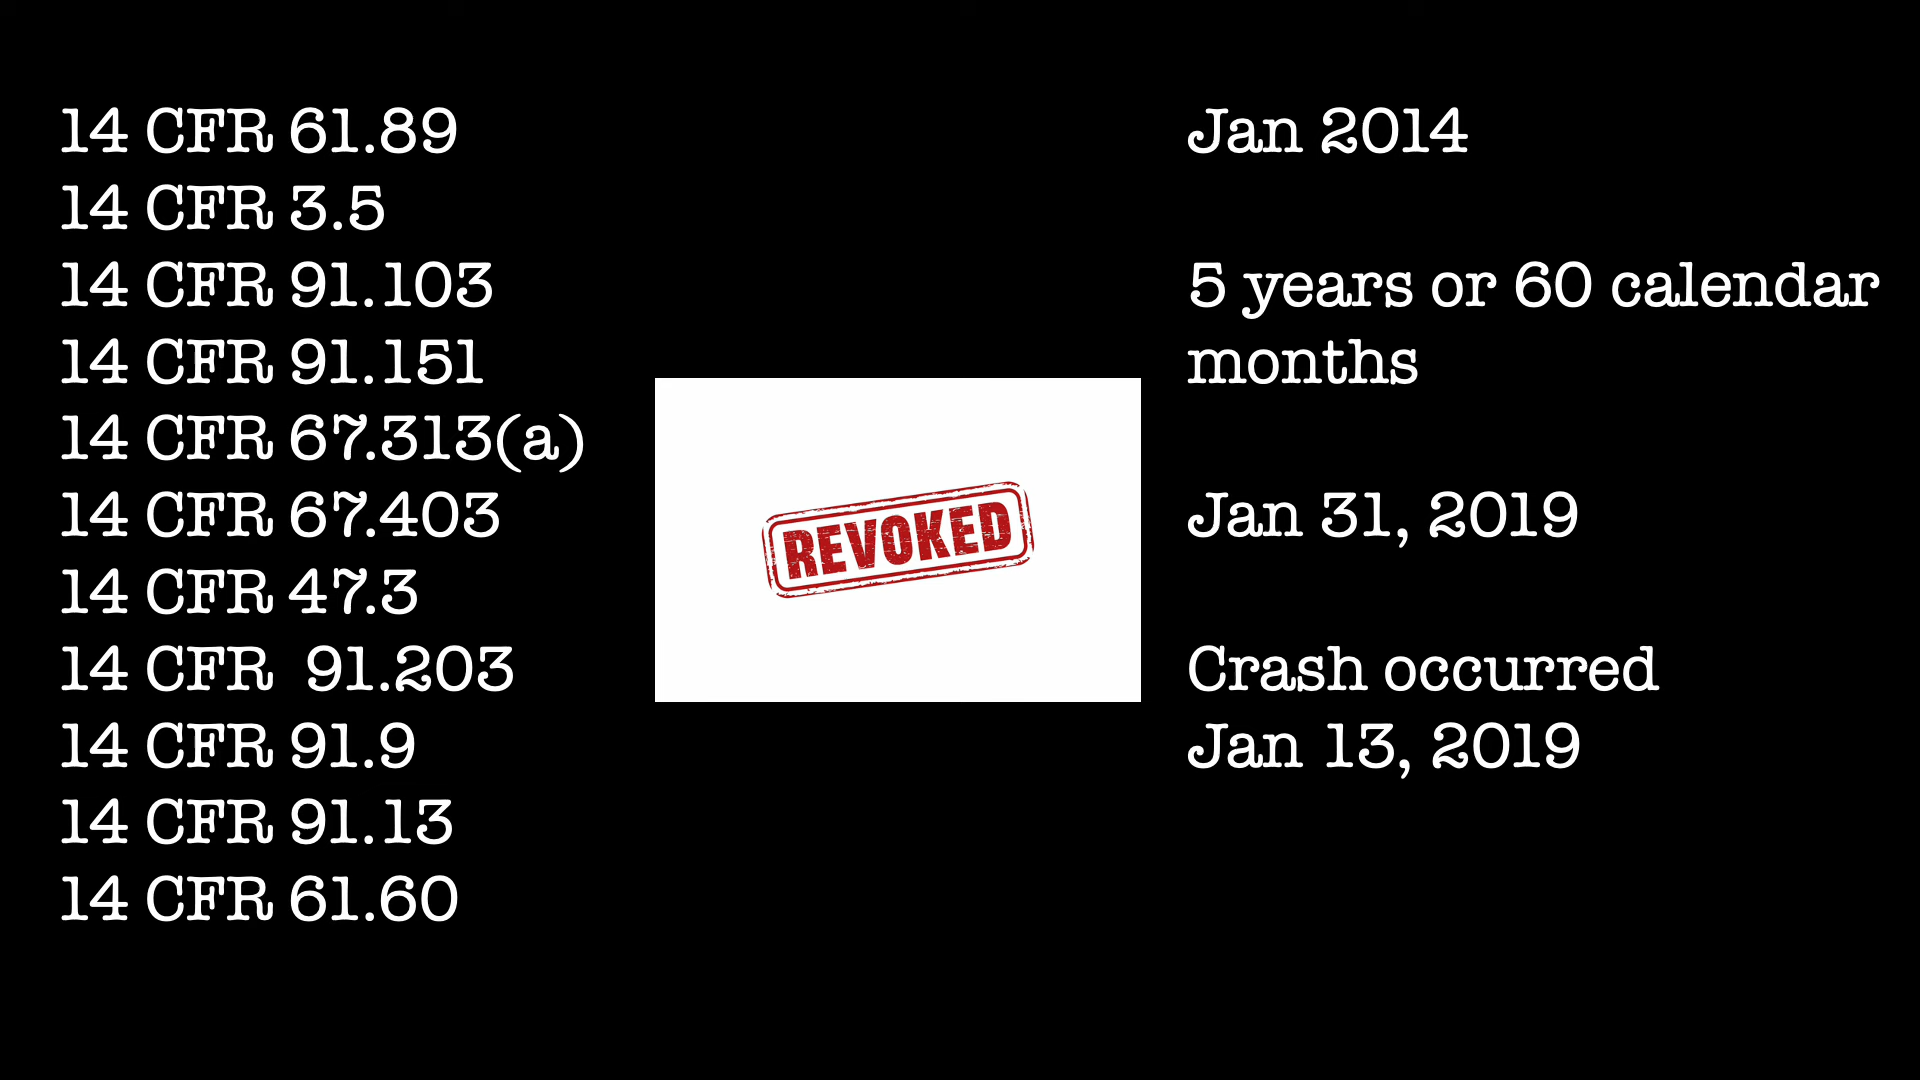 14 CFR 61.89
14 CFR 3.5
14 CFR 91.103
14 CFR 91.151
14 CFR 67.313(a)
14 CFR 67.403
14 CFR 47.3
14 CFR  91.203
14 CFR 91.9
14 CFR 91.13
14 CFR 61.60
REVOKED
Jan 2014
5 years or 60 calendar
months
Jan 31, 2019
Crash occurred
Jan 13, 2019